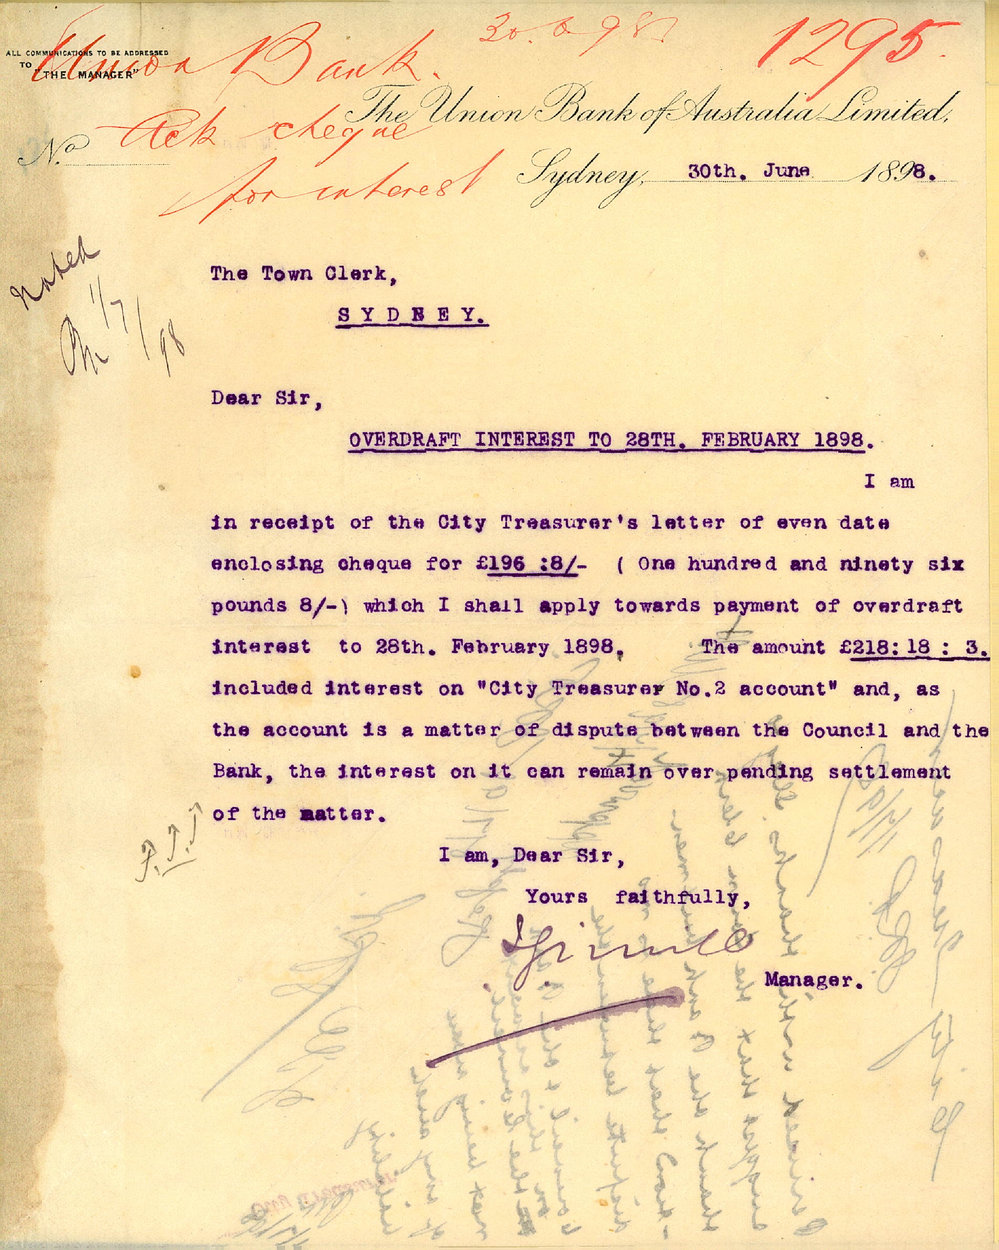 Union Bank. 30.6.98 1295
ALL COMMUNICATIONS TO BE ADDRESSED
TO
"THE MANAGER"
The Union Bank of Australia Limited.
Ack cheque
No
for interest
Sydney, 30th. June 1898.
Noted
1/7/98
The Town Clerk,
SYDNEY.
Dear Sir,
OVERDRAFT INTEREST TO 28TH. FEBRUARY 1898.
I am
in receipt of the City Treasurer's letter of even date
enclosing cheque for £196 :8/- ( One hundred and ninety six
pounds 8/-) which I shall apply towards payment of overdraft
interest to 28th. February 1898. The amount £218: 18 : 3.
included interest on "City Treasurer No.2 account" and, as
the account is a matter of dispute between the Council and the
Bank, the interest on it can remain over pending settlement
of the matter.
I am, Dear Sir,
Yours faithfully,
Manager.